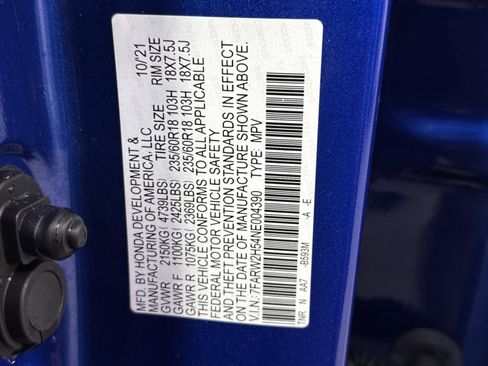 MFD. BY HONDA DEVELOPMENT & 10/21
MANUFACTURING OF AMERICA, LLC
TIRE SIZE RIM SIZE
GVWR 2150KG( 4739LBS)
GAWR F 1100KG( 2425LBS) 235/60R18 103H 18X7.5J
GAWR R 1075KG( 2369LBS) 235/60R18 103H 18X7.5J
THIS VEHICLE CONFORMS TO ALL APPLICABLE
FEDERAL MOTOR VEHICLE SAFETY
AND THEFT PREVENTION STANDARDS IN EFFECT
ON THE DATE OF MANUFACTURE SHOWN ABOVE.
V.I.N.: 7FARW2H54NE004390 TYPE: MPV
TNR N AA7 -B593M -A -E